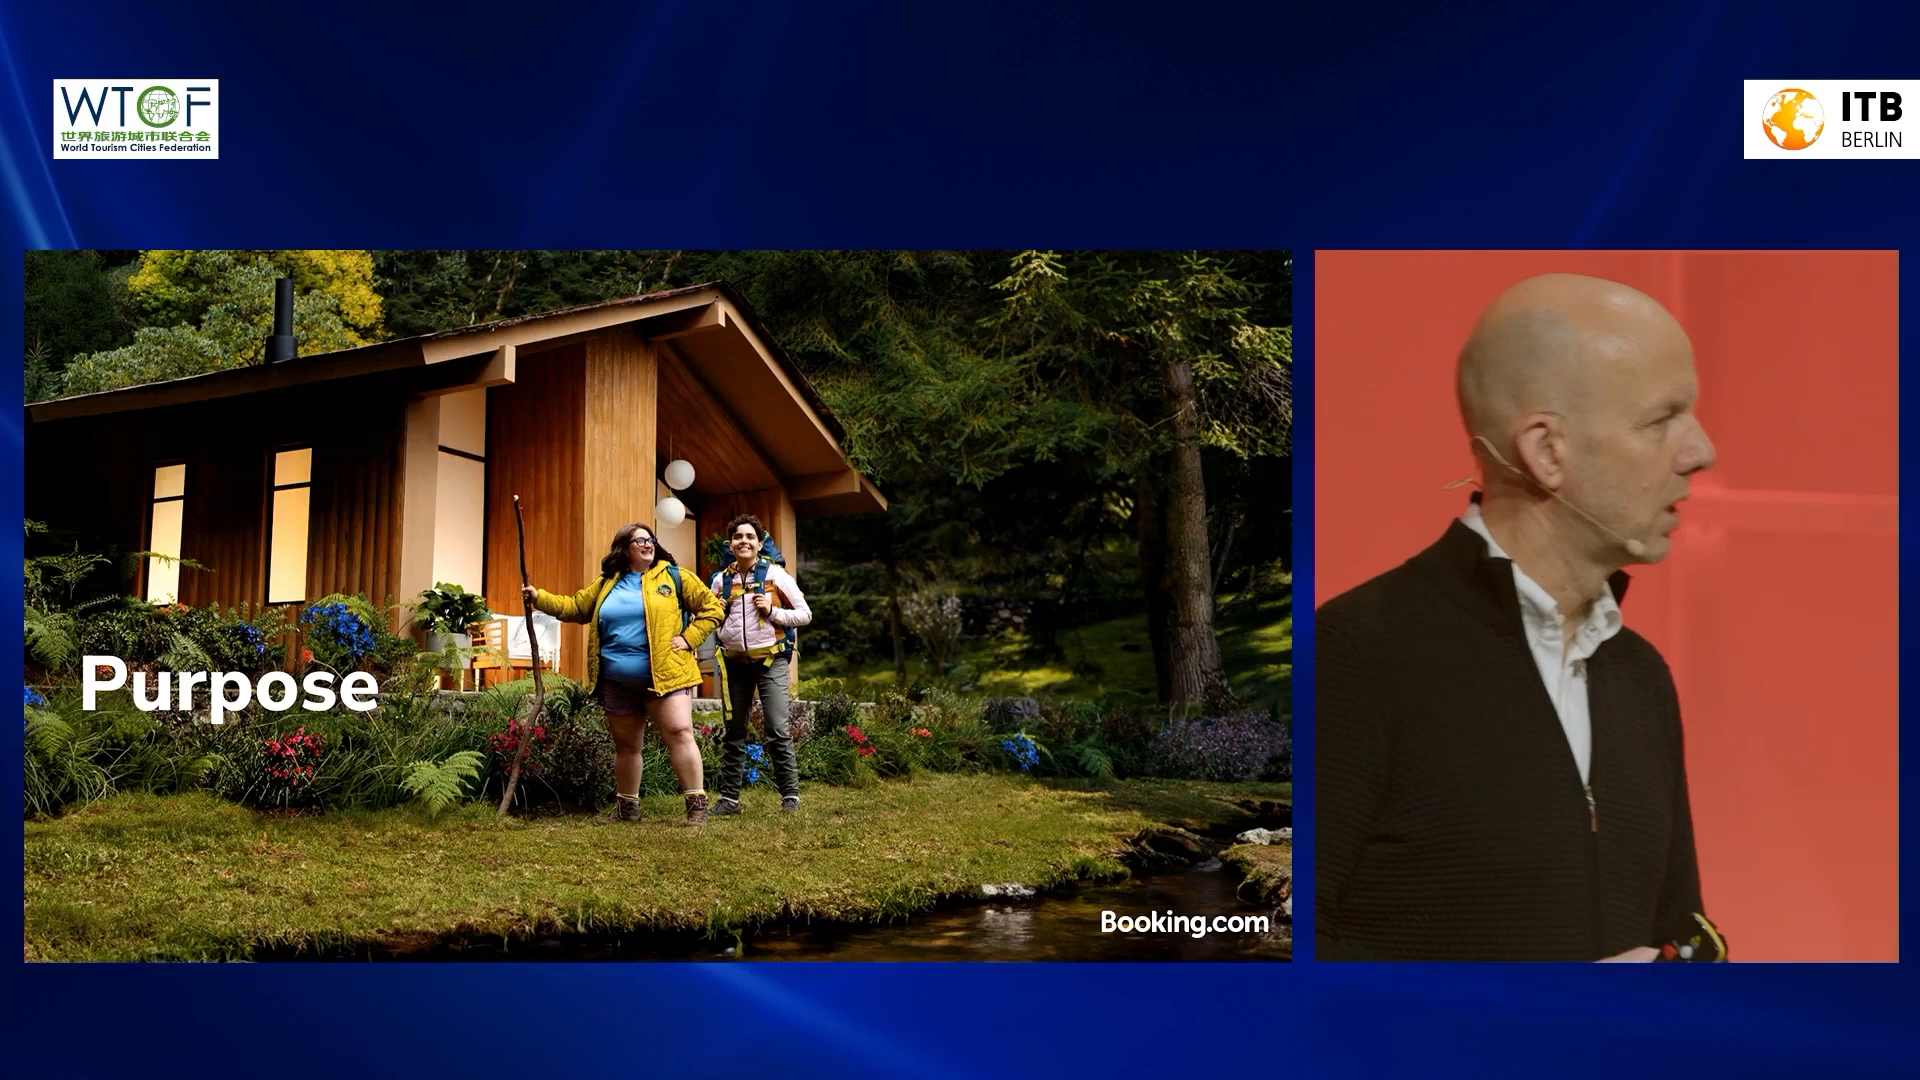 WTCF
世界旅游城市联合会
World Tourism Cities Federation
ITB
BERLIN
Purpose
Booking.com